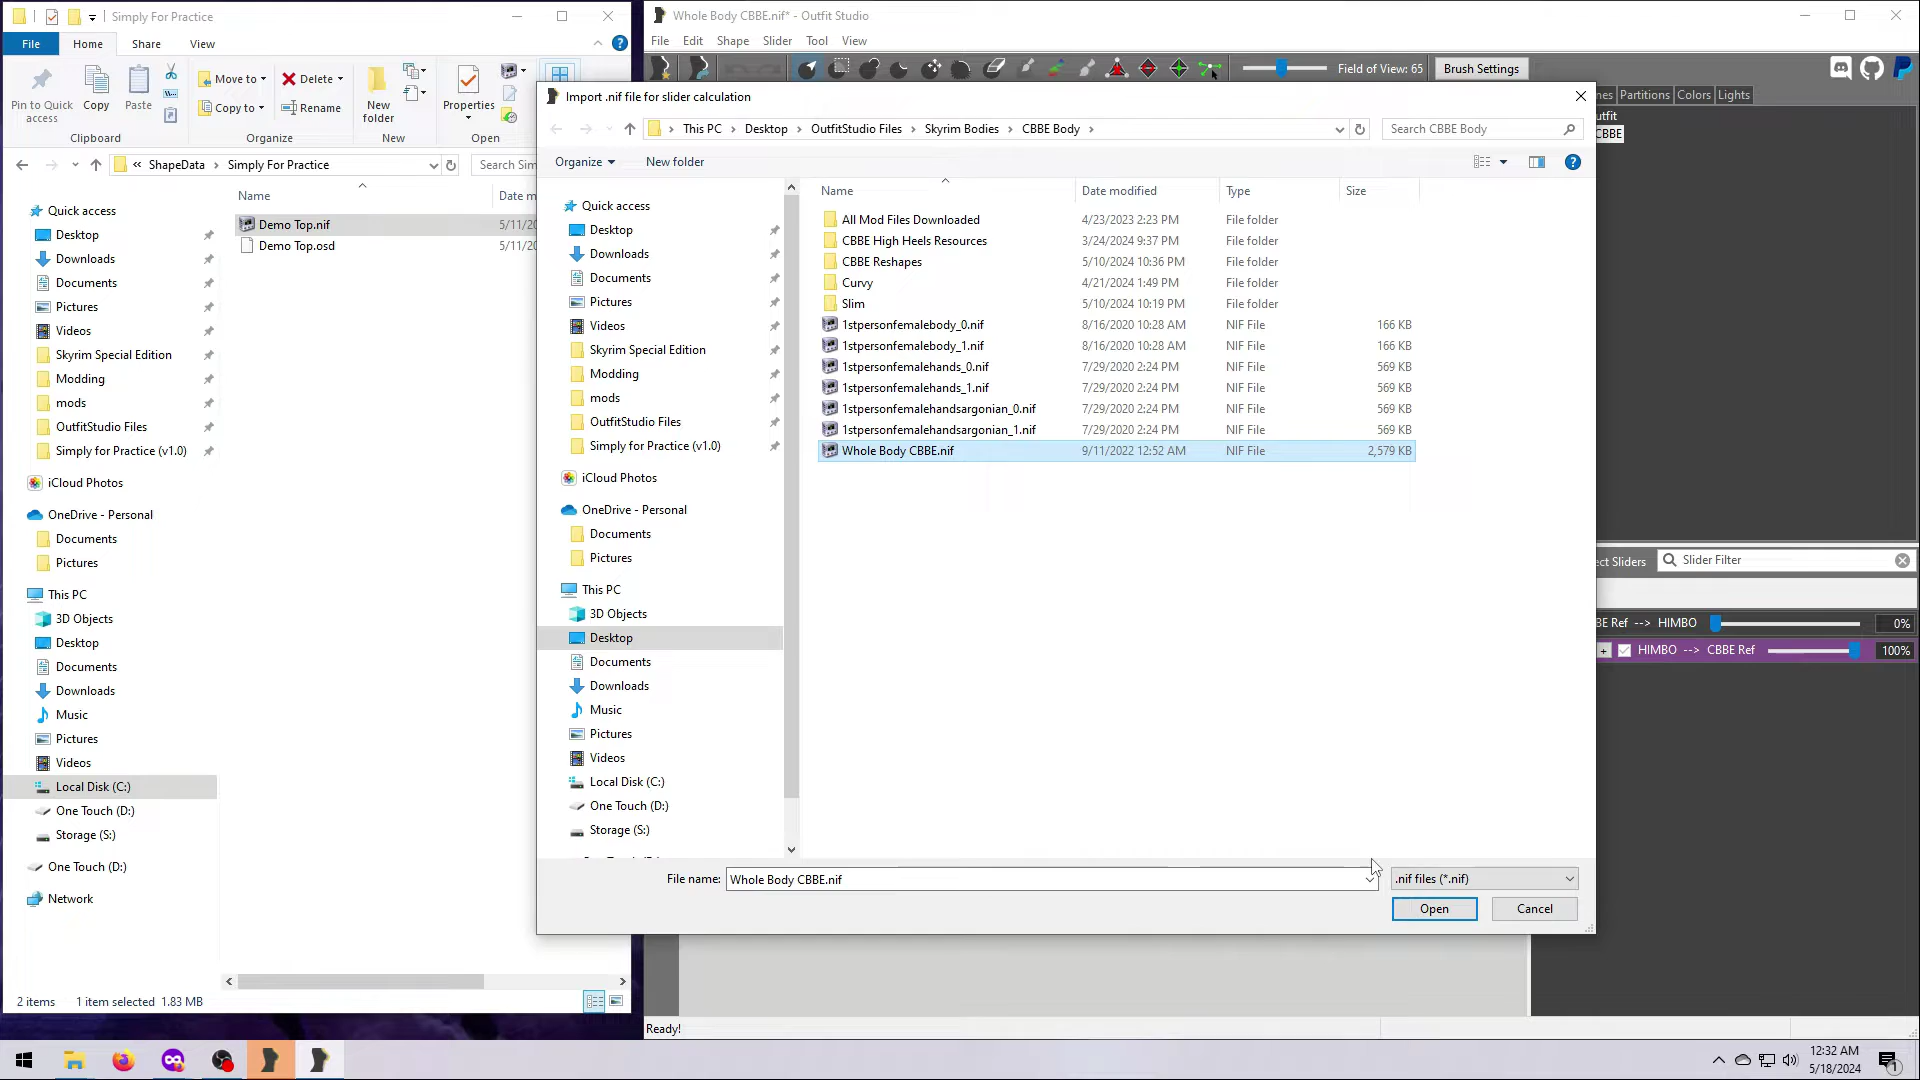 Simply For Practice
File Home Share View
Pin to Quick access
Copy
Paste
Clipboard
Move to
Copy to
Delete
Rename
Organize
New folder
New
Properties
Open
« ShapeData › Simply For Practice
Search Sim
Name
Date m
Quick access
Desktop
Downloads
Documents
Pictures
Videos
Skyrim Special Edition
Modding
mods
OutfitStudio Files
Simply for Practice (v1.0)
iCloud Photos
OneDrive - Personal
Documents
Pictures
This PC
3D Objects
Desktop
Documents
Downloads
Music
Pictures
Videos
Local Disk (C:)
One Touch (D:)
Storage (S:)
One Touch (D:)
Network
Demo Top.nif 5/11/20
Demo Top.osd 5/11/20
2 items 1 item selected 1.83 MB
Whole Body CBBE.nif* - Outfit Studio
File Edit Shape Slider Tool View
Field of View: 65
Brush Settings
nes Partitions Colors Lights
utfit
CBBE
Import .nif file for slider calculation
› This PC › Desktop › OutfitStudio Files › Skyrim Bodies › CBBE Body ›
Search CBBE Body
Organize New folder
Quick access
Desktop
Downloads
Documents
Pictures
Videos
Skyrim Special Edition
Modding
mods
OutfitStudio Files
Simply for Practice (v1.0)
iCloud Photos
OneDrive - Personal
Documents
Pictures
This PC
3D Objects
Desktop
Documents
Downloads
Music
Pictures
Videos
Local Disk (C:)
One Touch (D:)
Storage (S:)
Name Date modified Type Size
All Mod Files Downloaded 4/23/2023 2:23 PM File folder
CBBE High Heels Resources 3/24/2024 9:37 PM File folder
CBBE Reshapes 5/10/2024 10:36 PM File folder
Curvy 4/21/2024 1:49 PM File folder
Slim 5/10/2024 10:19 PM File folder
1stpersonfemalebody_0.nif 8/16/2020 10:28 AM NIF File 166 KB
1stpersonfemalebody_1.nif 8/16/2020 10:28 AM NIF File 166 KB
1stpersonfemalehands_0.nif 7/29/2020 2:24 PM NIF File 569 KB
1stpersonfemalehands_1.nif 7/29/2020 2:24 PM NIF File 569 KB
1stpersonfemalehandsargonian_0.nif 7/29/2020 2:24 PM NIF File 569 KB
1stpersonfemalehandsargonian_1.nif 7/29/2020 2:24 PM NIF File 569 KB
Whole Body CBBE.nif 9/11/2022 12:52 AM NIF File 2,579 KB
File name: Whole Body CBBE.nif
.nif files (*.nif)
Open Cancel
ect Sliders
Slider Filter
BE Ref --> HIMBO 0%
+ HIMBO --> CBBE Ref 100%
Ready!
12:32 AM
5/18/2024
1